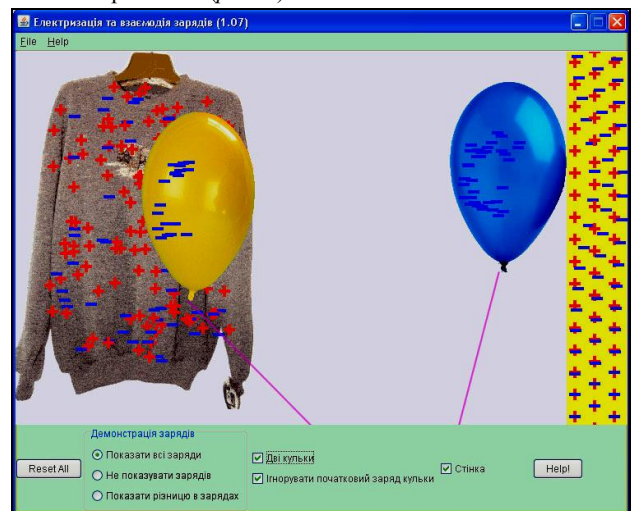 Електризація та взаємодія зарядів (1.07)
File Help
Демонстрація зарядів
Показати всі заряди
Не показувати зарядів
Показати різницю в зарядах
Reset All
Дві кульки
Ігнорувати початковий заряд кульки
Стінка
Help!